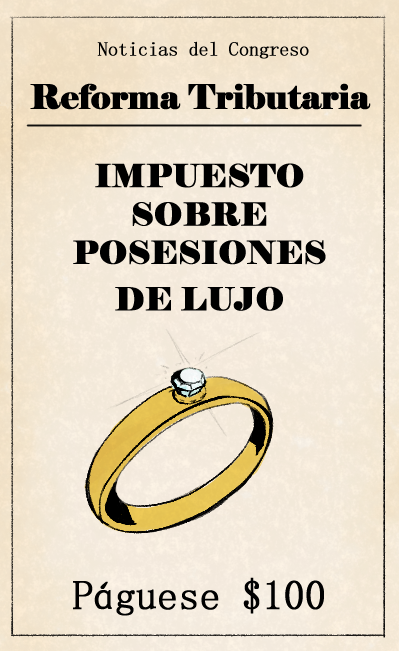 Noticias del Congreso
Reforma Tributaria
IMPUESTO
SOBRE
POSESIONES
DE LUJO
Páguese $100